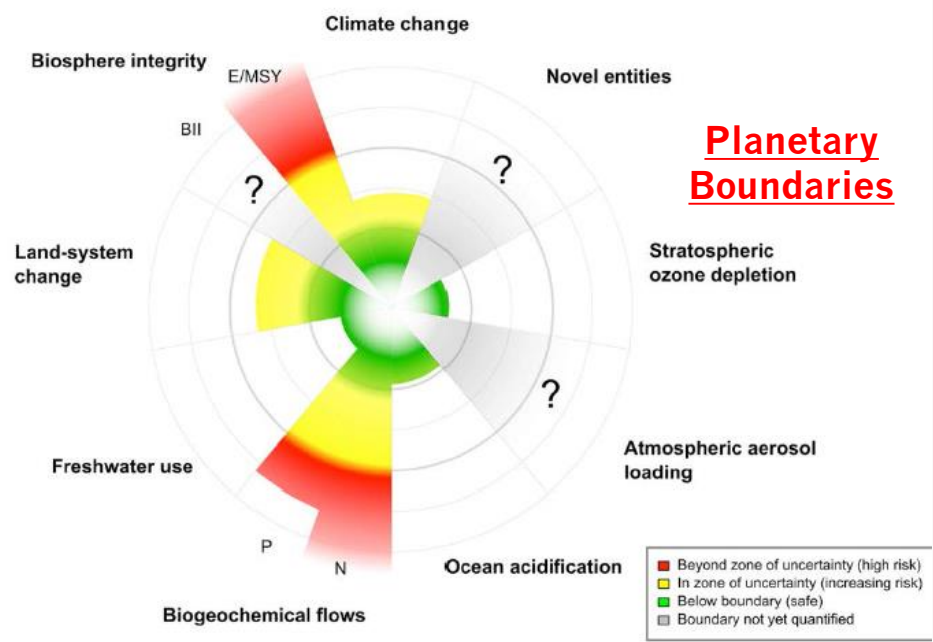 Climate change
Biosphere integrity
E/MSY
Novel entities
BII
Planetary
Boundaries
?
?
Land-system
change
Stratospheric
ozone depletion
?
Freshwater use
Atmospheric aerosol
loading
P
N
Ocean acidification
Biogeochemical flows
Beyond zone of uncertainty (high risk)
In zone of uncertainty (increasing risk)
Below boundary (safe)
Boundary not yet quantified